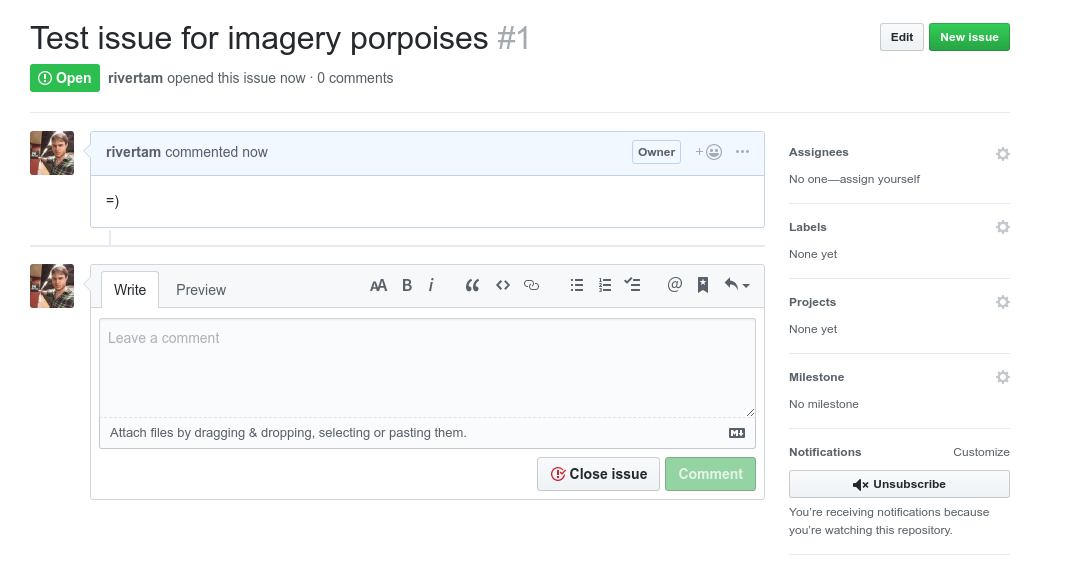 Test issue for imagery porpoises #1
Edit
New issue
Open
rivertam opened this issue now · 0 comments
rivertam commented now
Owner
=)
Write
Preview
AA B i
@
Leave a comment
Attach files by dragging & dropping, selecting or pasting them.
Close issue
Comment
Assignees
No one—assign yourself
Labels
None yet
Projects
None yet
Milestone
No milestone
Notifications
Customize
Unsubscribe
You're receiving notifications because
you're watching this repository.